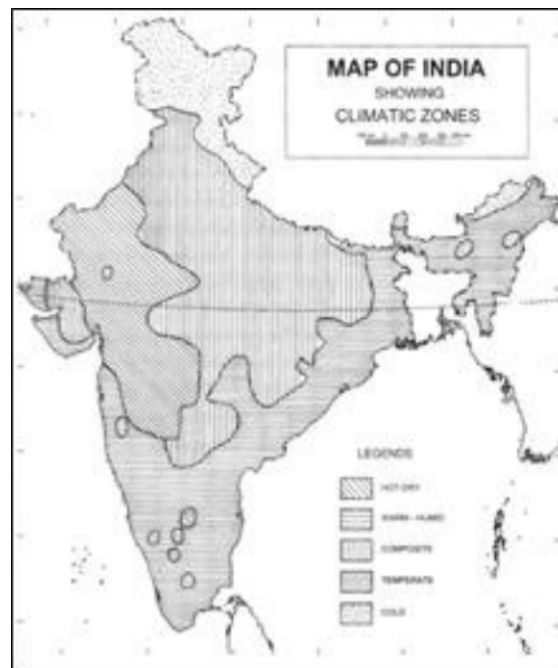 MAP OF INDIA
SHOWING
CLIMATIC ZONES
LEGENDS
HOT-DRY
WARM - HUMID
COMPOSITE
TEMPERATE
COLD